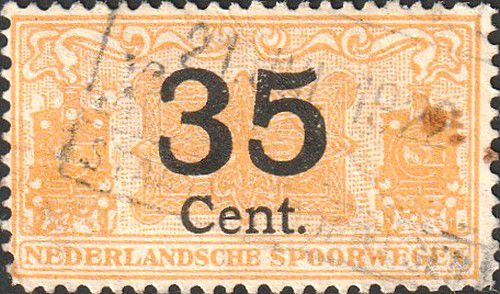 35
Cent.
NEDERLANDSCHE SPOORWEGEN